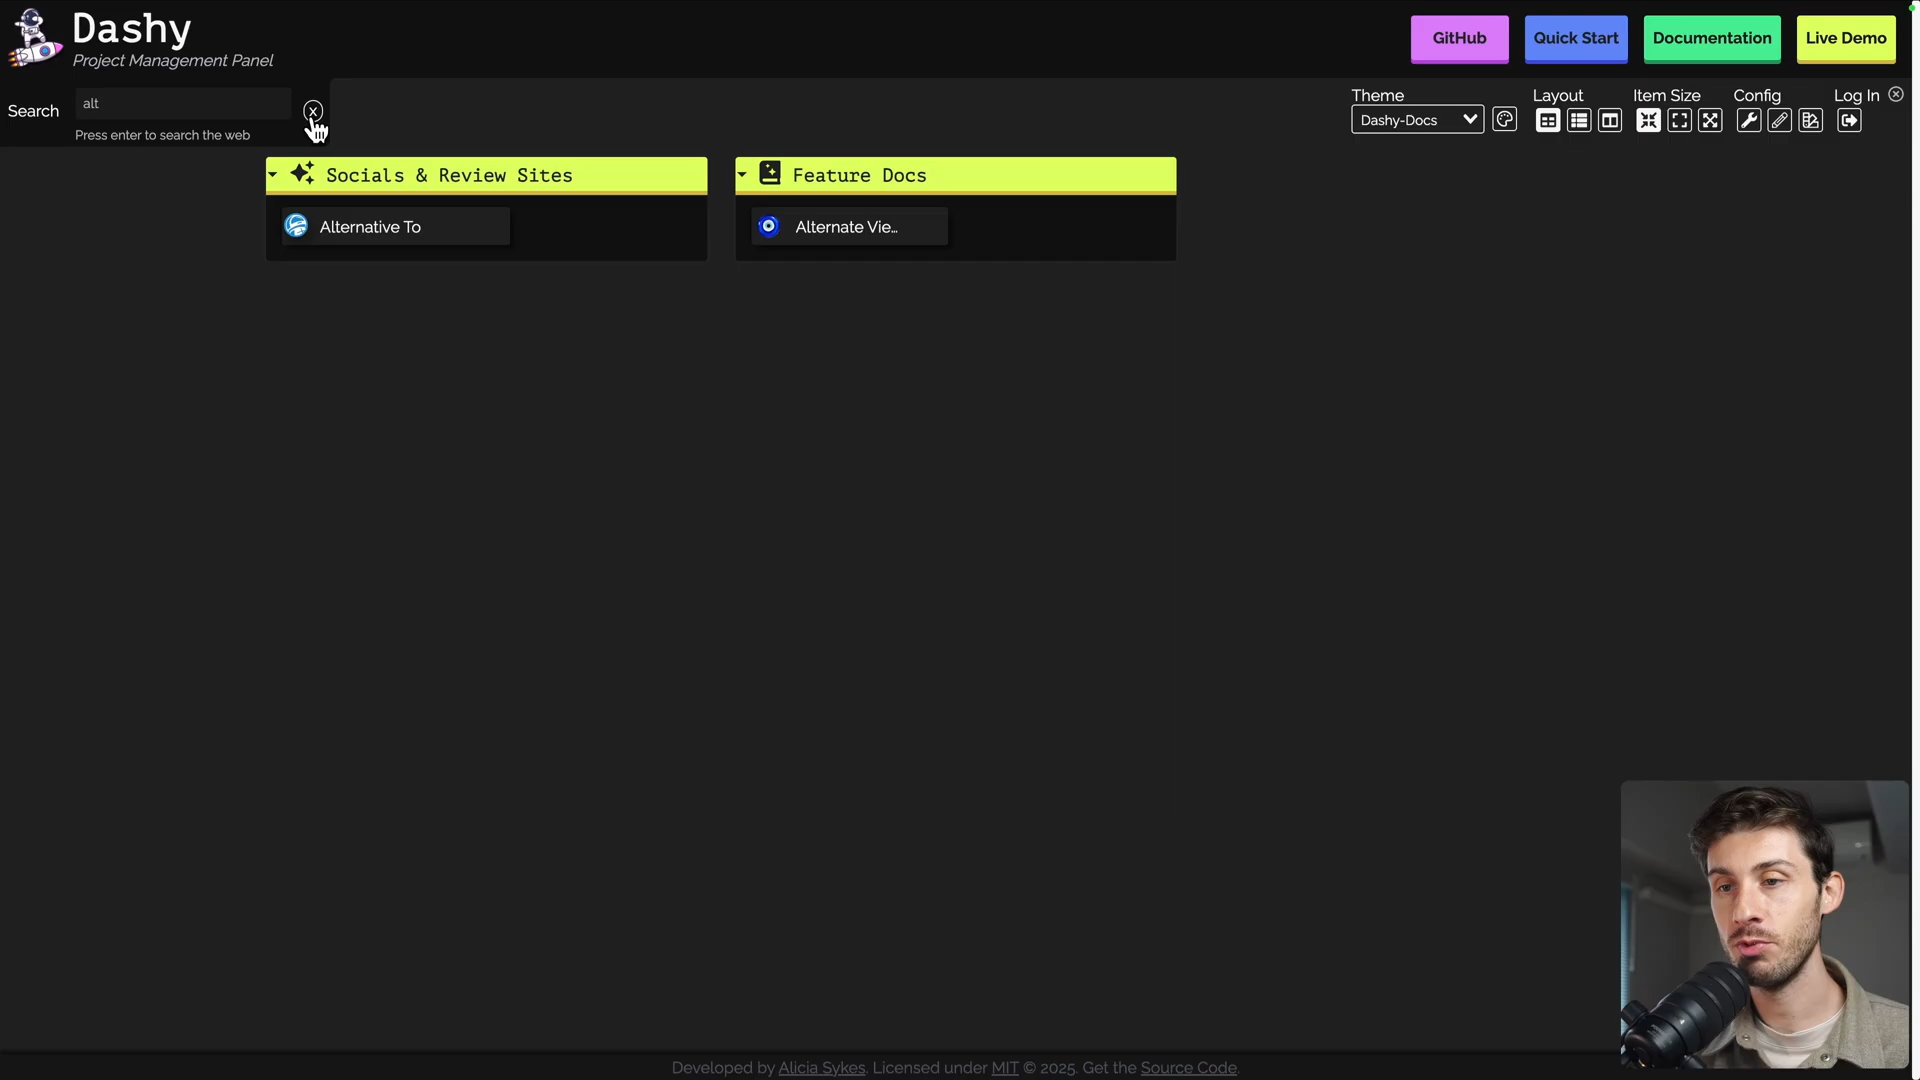 Dashy
Project Management Panel
GitHub
Quick Start
Documentation
Live Demo
Search
alt
Press enter to search the web
Theme
Dashy-Docs
Layout
Item Size
Config
Log In
Socials & Review Sites
Alternative To
Feature Docs
Alternate Vie...
Developed by Alicia Sykes. Licensed under MIT © 2025. Get the Source Code.